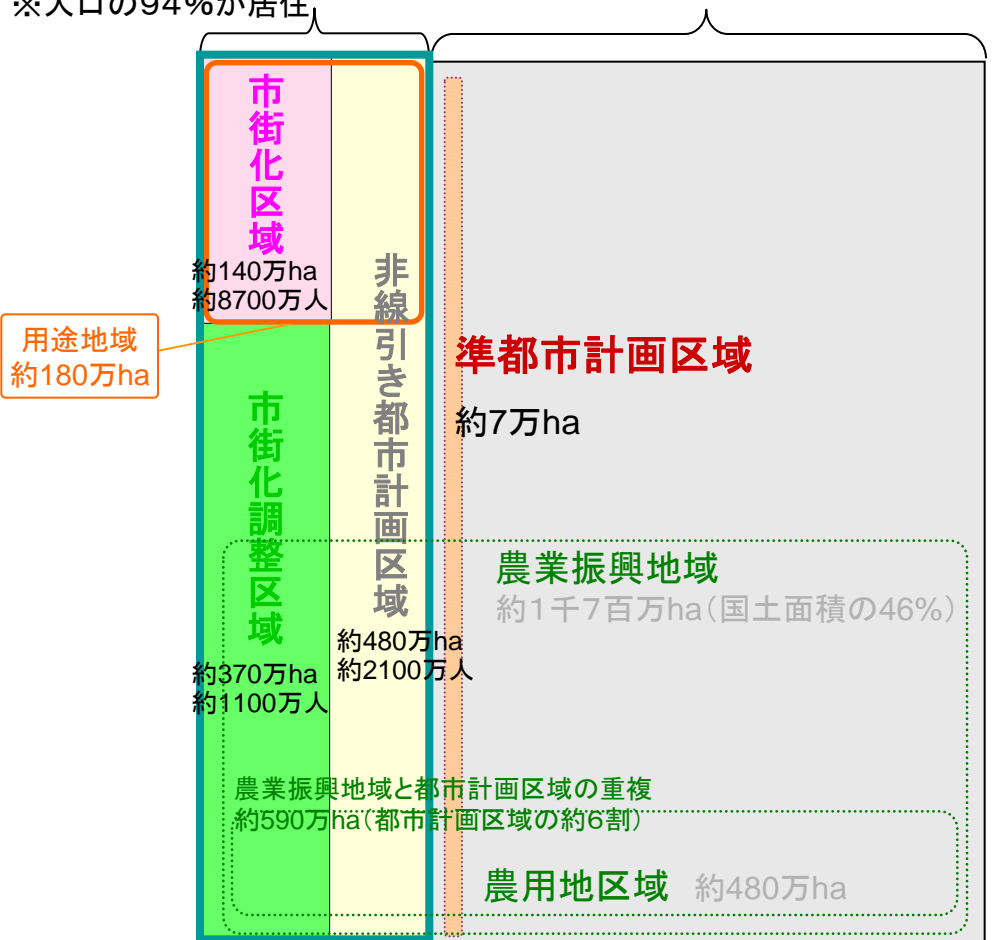 ※人口の94%が居住
市街化区域
約140万ha
約8700万人
用途地域
約180万ha
非線引き都市計画区域
約480万ha
約2100万人
市街化調整区域
約370万ha
約1100万人
準都市計画区域
約7万ha
農業振興地域
約1千7百万ha(国土面積の46%)
農業振興地域と都市計画区域の重複
約590万ha(都市計画区域の約6割)
農用地区域 約480万ha